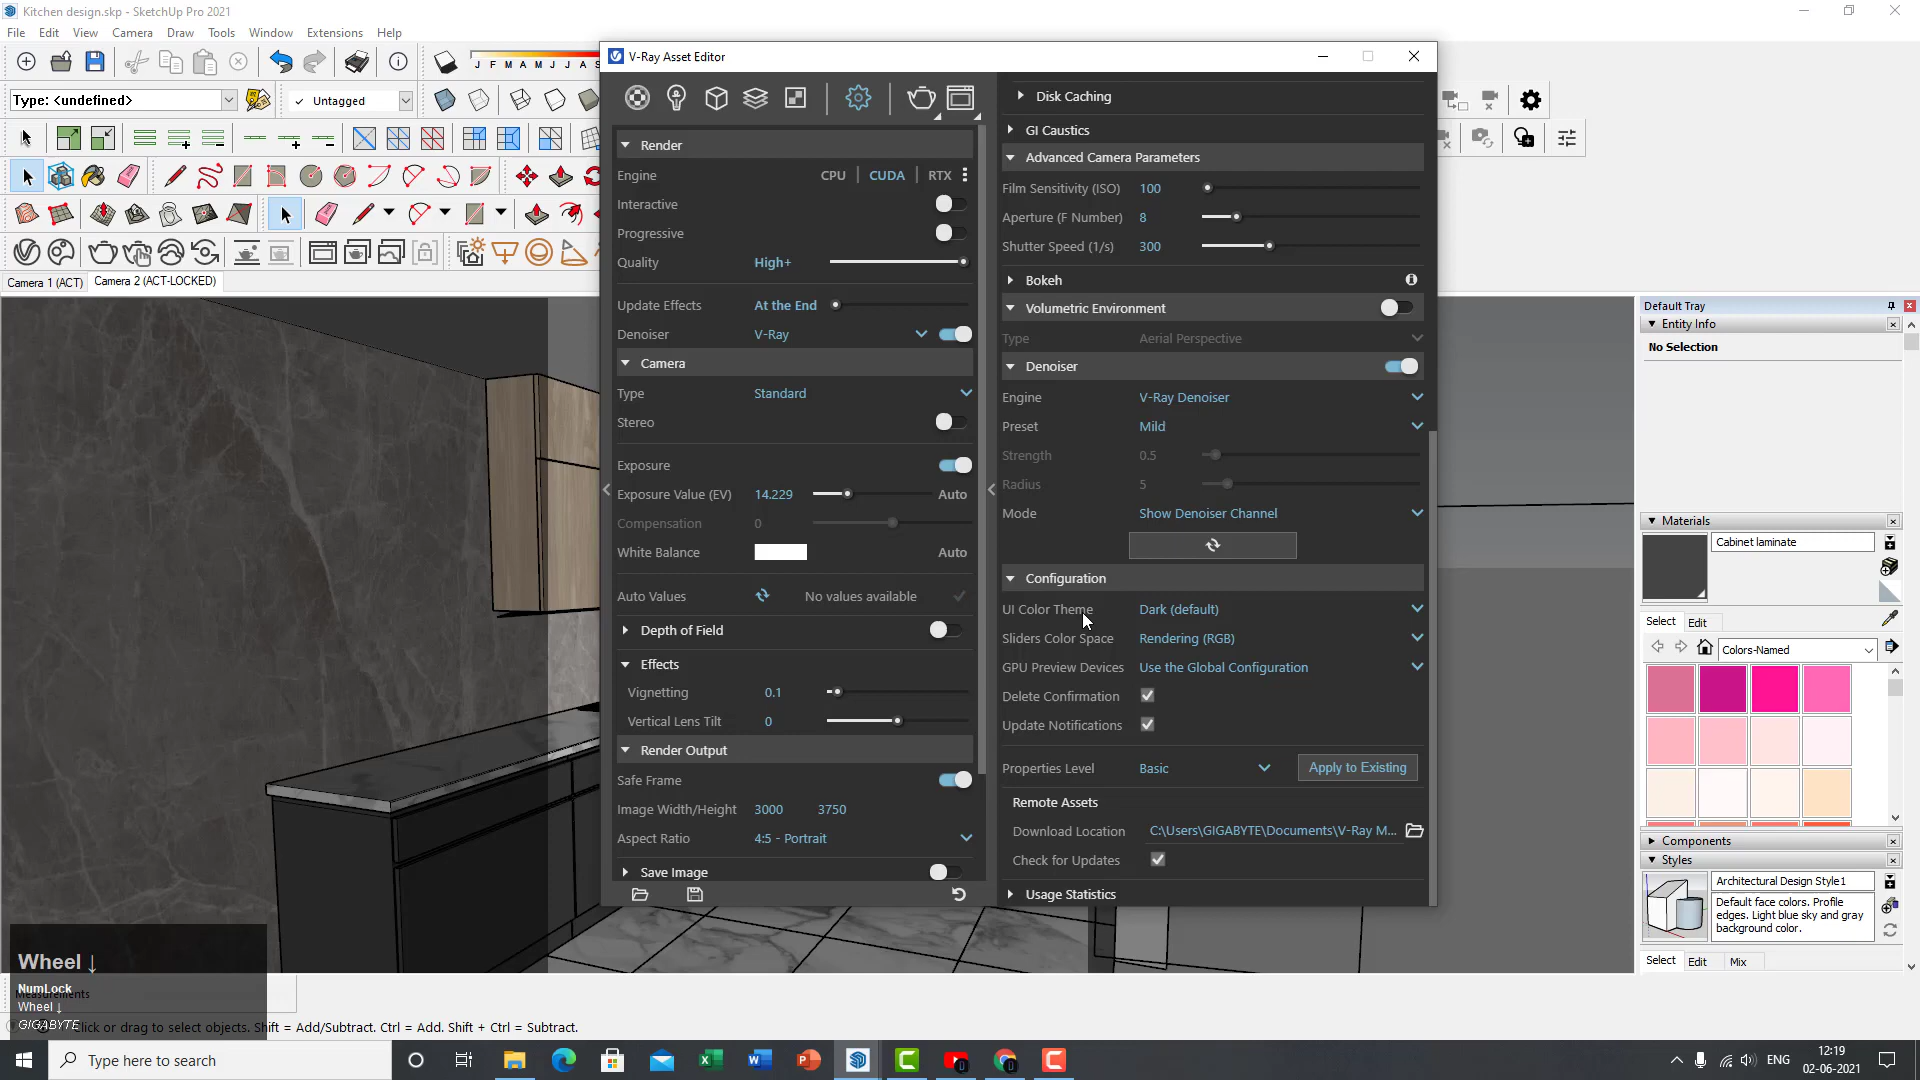 Kitchen design.skp - SketchUp Pro 2021
File Edit View Camera Draw Tools Window Extensions Help
J F M A M J J A S
Type: <undefined>
Untagged
Camera 1 (ACT)
Camera 2 (ACT-LOCKED)
V-Ray Asset Editor
Render
Engine CPU CUDA RTX
Interactive
Progressive
Quality High+
Update Effects At the End
Denoiser V-Ray
Camera
Type Standard
Stereo
Exposure
Exposure Value (EV) 14.229 Auto
Compensation 0
White Balance Auto
Auto Values No values available
Depth of Field
Effects
Vignetting 0.1
Vertical Lens Tilt 0
Render Output
Safe Frame
Image Width/Height 3000 3750
Aspect Ratio 4:5 - Portrait
Save Image
Disk Caching
GI Caustics
Advanced Camera Parameters
Film Sensitivity (ISO) 100
Aperture (F Number) 8
Shutter Speed (1/s) 300
Bokeh
Volumetric Environment
Type Aerial Perspective
Denoiser
Engine V-Ray Denoiser
Preset Mild
Strength 0.5
Radius 5
Mode Show Denoiser Channel
Configuration
UI Color Theme Dark (default)
Sliders Color Space Rendering (RGB)
GPU Preview Devices Use the Global Configuration
Delete Confirmation
Update Notifications
Properties Level Basic Apply to Existing
Remote Assets
Download Location C:\Users\GIGABYTE\Documents\V-Ray M...
Check for Updates
Usage Statistics
Default Tray
Entity Info
No Selection
Materials
Cabinet laminate
Select Edit
Colors-Named
Components
Styles
Architectural Design Style1
Default face colors. Profile
edges. Light blue sky and gray
background color.
Select Edit Mix
Wheel ↓
NumLock
Measurements
Wheel ↓
GIGABYTE
Click or drag to select objects. Shift = Add/Subtract. Ctrl = Add. Shift + Ctrl = Subtract.
Type here to search
ENG
12:19
02-06-2021